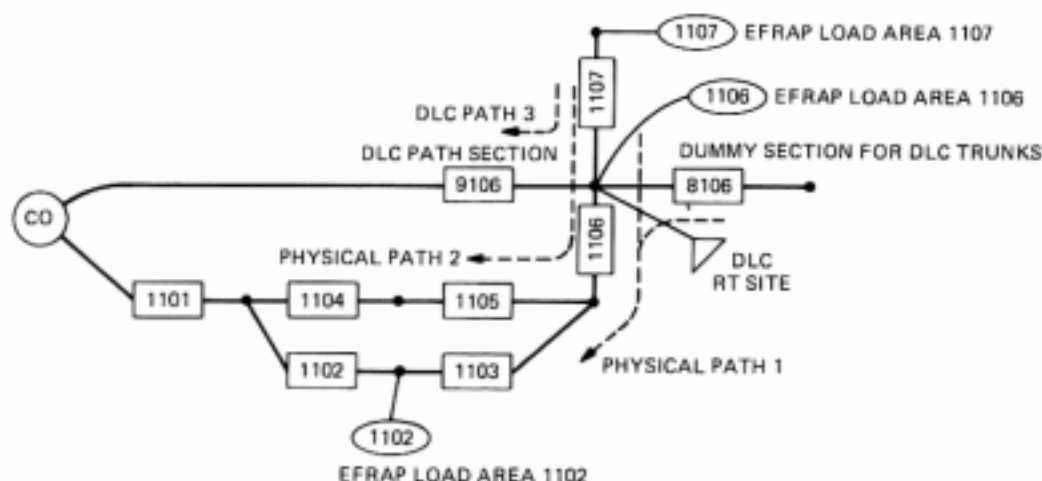 1107 EFRAP LOAD AREA 1107
1107
1106 EFRAP LOAD AREA 1106
DLC PATH 3
DLC PATH SECTION
DUMMY SECTION FOR DLC TRUNKS
9106
8106
CO
1106
PHYSICAL PATH 2
DLC
RT SITE
1101
1104
1105
PHYSICAL PATH 1
1102
1103
1102
EFRAP LOAD AREA 1102